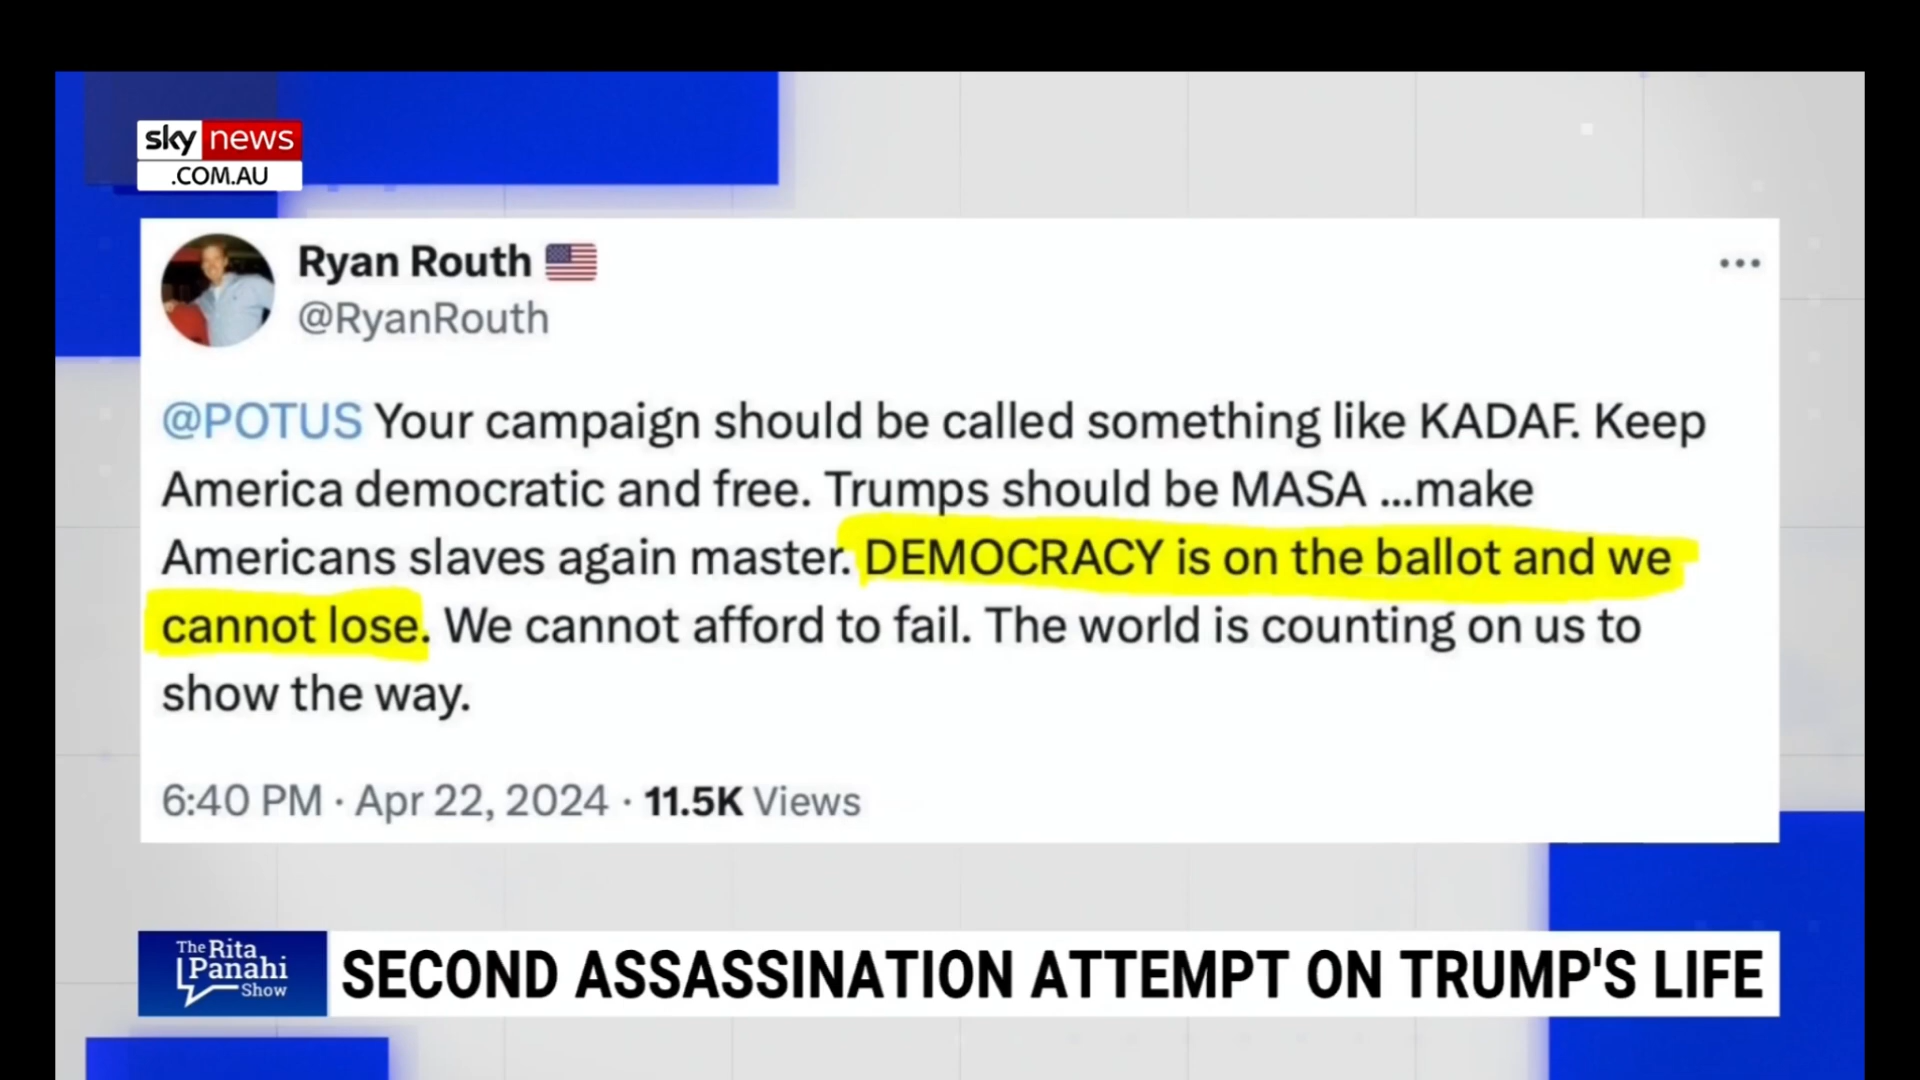 sky news
.COM.AU
Ryan Routh
@RyanRouth
@POTUS Your campaign should be called something like KADAF. Keep
America democratic and free. Trumps should be MASA ...make
Americans slaves again master. DEMOCRACY is on the ballot and we
cannot lose. We cannot afford to fail. The world is counting on us to
show the way.
6:40 PM · Apr 22, 2024 · 11.5K Views
The Rita
Panahi
Show
SECOND ASSASSINATION ATTEMPT ON TRUMP'S LIFE